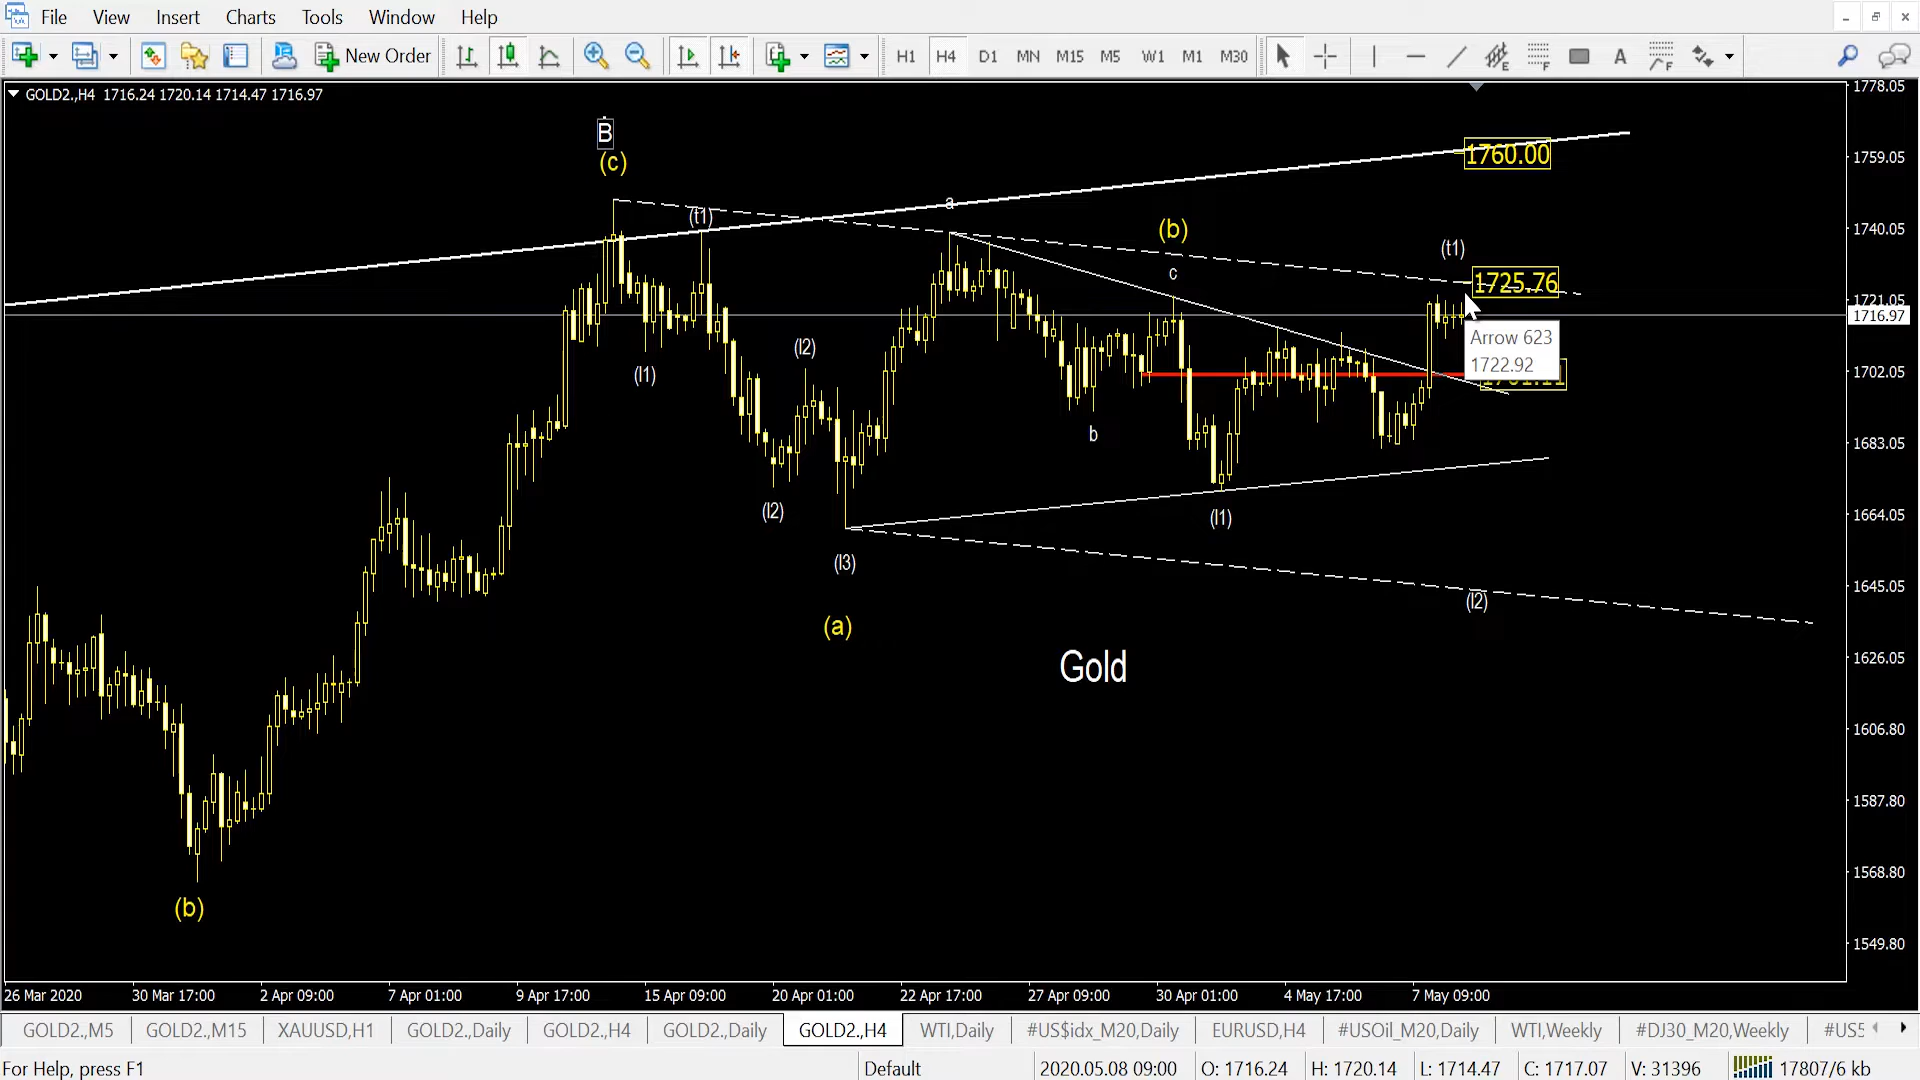 File View Insert Charts Tools Window Help
New Order H1 H4 D1 MN M15 M5 W1 M1 M30
GOLD2.,H4 1716.24 1720.14 1714.47 1716.97
1778.05
B
(c)
1760.00
1759.05
a
(t1)
(b)
1740.05
(t1)
c
1725.76
1721.05
1716.97
Arrow 623
1722.92
(l2)
(l1)
1702.05
b
1683.05
(l2)
(l1)
1664.05
(l3)
1645.05
(l2)
(a)
Gold
1626.05
1606.80
1587.80
1568.80
(b)
1549.80
26 Mar 2020 30 Mar 17:00 2 Apr 09:00 7 Apr 01:00 9 Apr 17:00 15 Apr 09:00 20 Apr 01:00 22 Apr 17:00 27 Apr 09:00 30 Apr 01:00 4 May 17:00 7 May 09:00
GOLD2.,M5 GOLD2.,M15 XAUUSD,H1 GOLD2.,Daily GOLD2.,H4 GOLD2.,Daily GOLD2.,H4 WTI,Daily #US$idx_M20,Daily EURUSD,H4 #USOil_M20,Daily WTI,Weekly #DJ30_M20,Weekly #US5
For Help, press F1 Default 2020.05.08 09:00 O: 1716.24 H: 1720.14 L: 1714.47 C: 1717.07 V: 31396 17807/6 kb